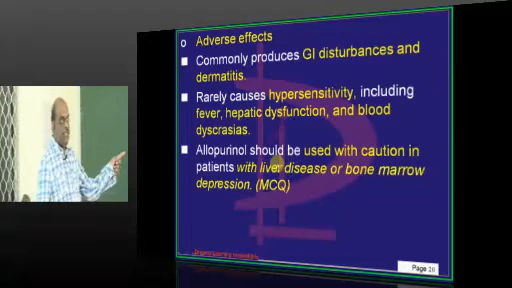 Adverse effects
Commonly produces GI disturbances and
dermatitis.
Rarely causes hypersensitivity, including
fever, hepatic dysfunction, and blood
dyscrasias.
Allopurinol should be used with caution in
patients with liver disease or bone marrow
depression. (MCQ)
Page 20